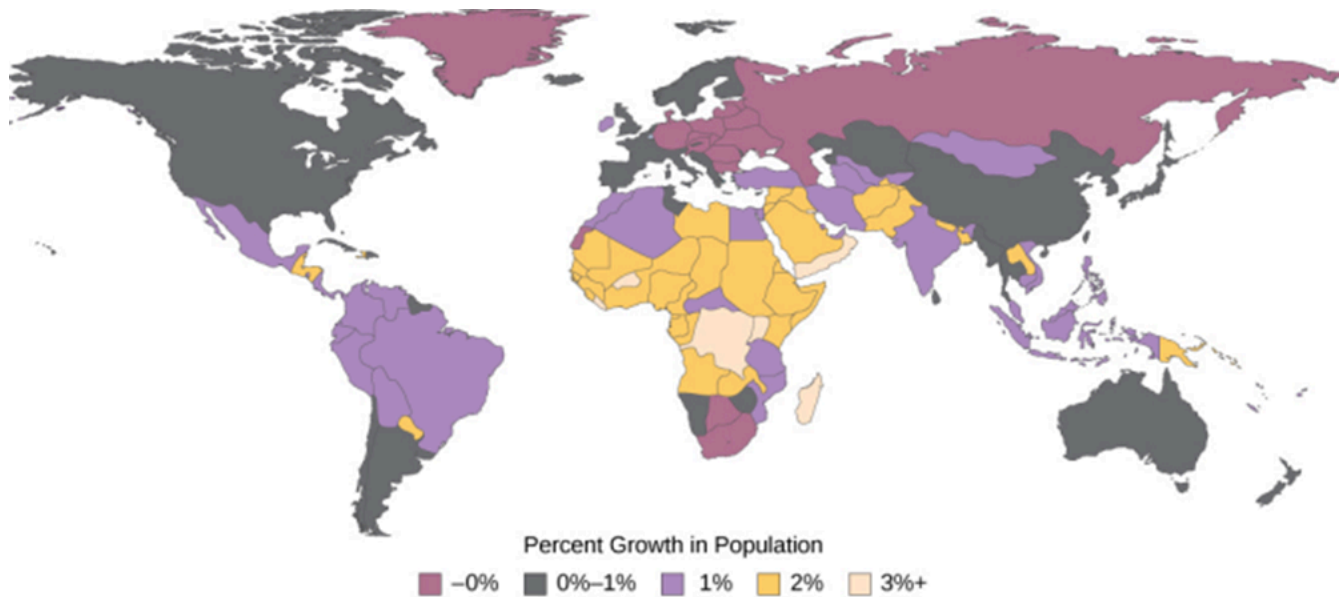 Percent Growth in Population
–0% 0%–1% 1% 2% 3%+